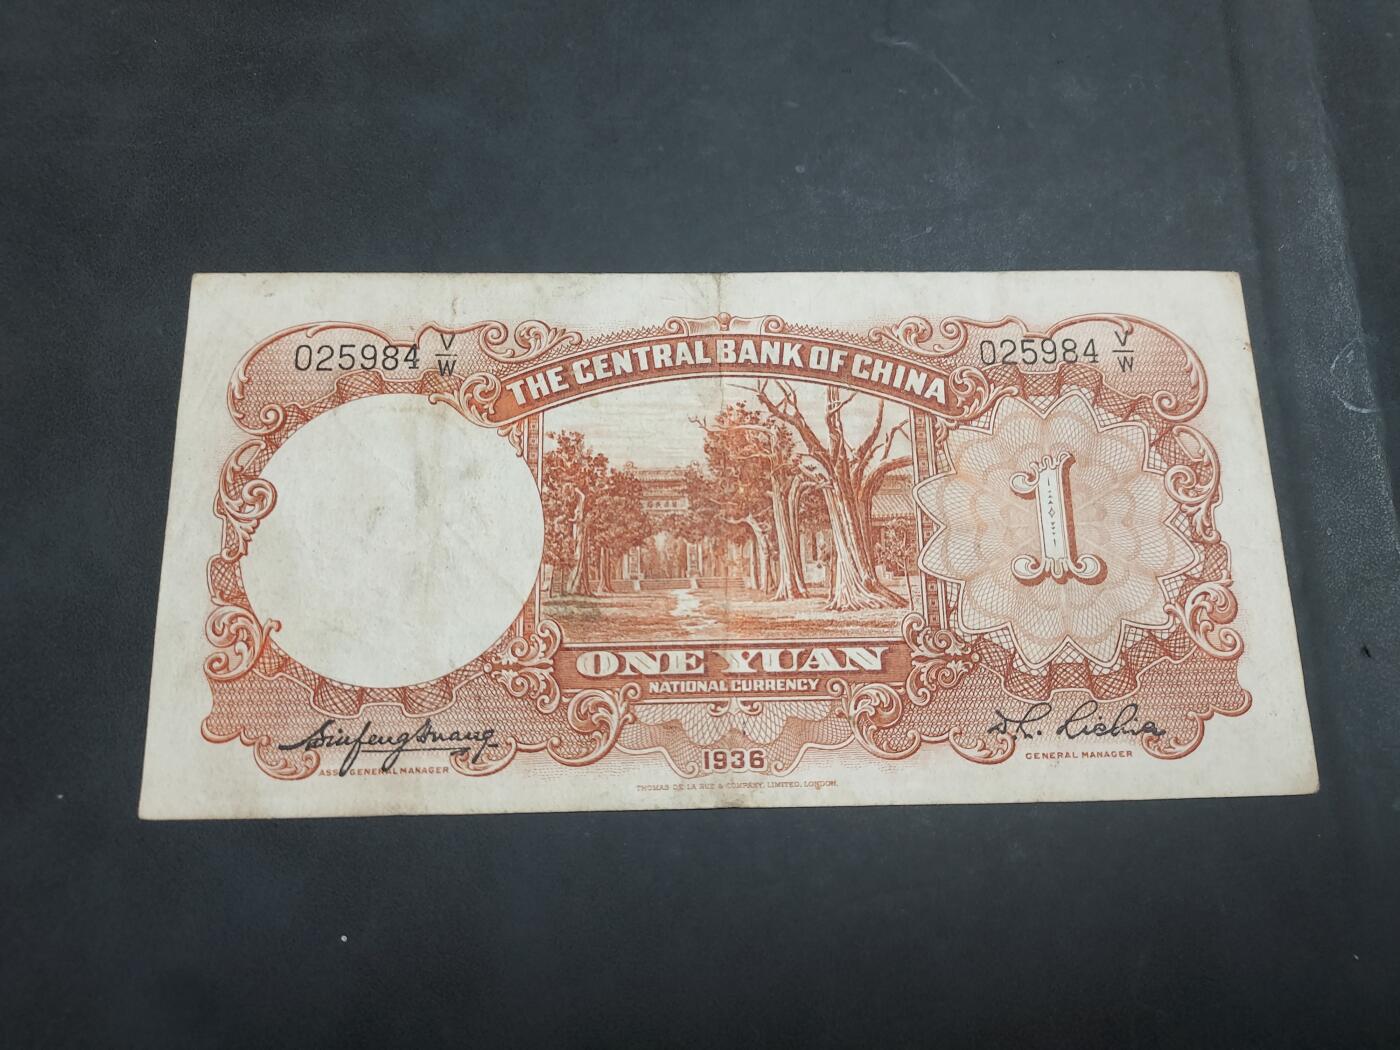 025984 V/W
025984 V/W
THE CENTRAL BANK OF CHINA
1
ONE YUAN
NATIONAL CURRENCY
ASST GENERAL MANAGER
GENERAL MANAGER
1936
THOMAS DE LA RUE & COMPANY, LIMITED, LONDON.